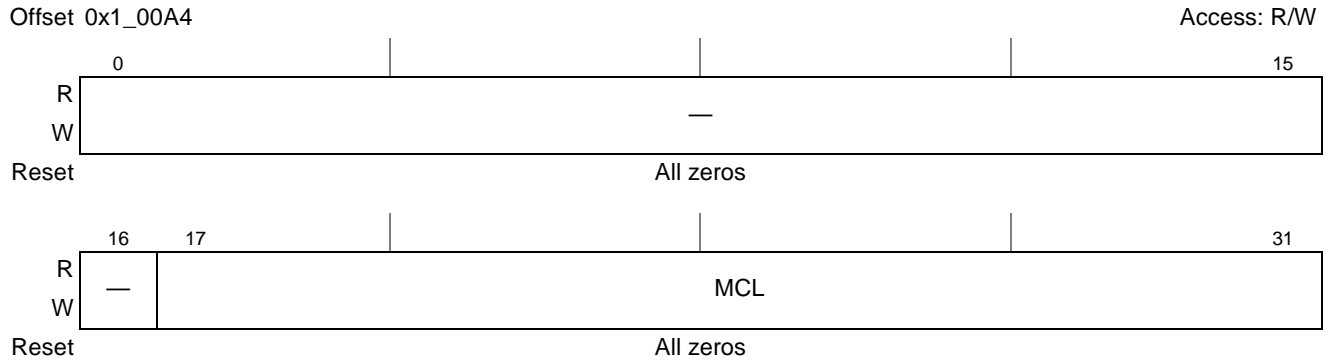 Offset 0x1_00A4 Access: R/W
0 15
R
—
W
Reset All zeros
16 17 31
R
— MCL
W
Reset All zeros